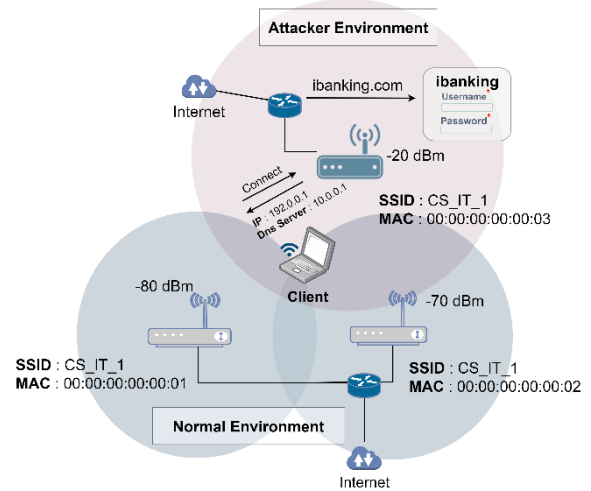 Attacker Environment
ibanking.com
Internet
ibanking
Username*
Password*
-20 dBm
Connect
IP : 192.0.0.1
Dns Server : 10.0.0.1
SSID : CS_IT_1
MAC : 00:00:00:00:00:03
Client
-80 dBm
-70 dBm
SSID : CS_IT_1
MAC : 00:00:00:00:00:01
SSID : CS_IT_1
MAC : 00:00:00:00:00:02
Normal Environment
Internet